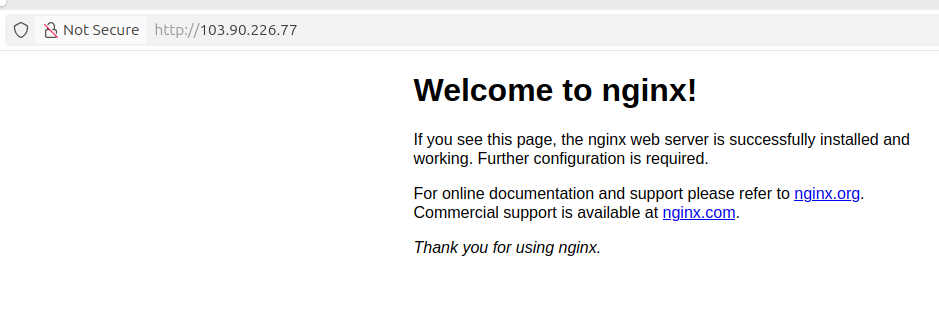 Not Secure http://103.90.226.77
Welcome to nginx!
If you see this page, the nginx web server is successfully installed and
working. Further configuration is required.
For online documentation and support please refer to nginx.org.
Commercial support is available at nginx.com.
Thank you for using nginx.